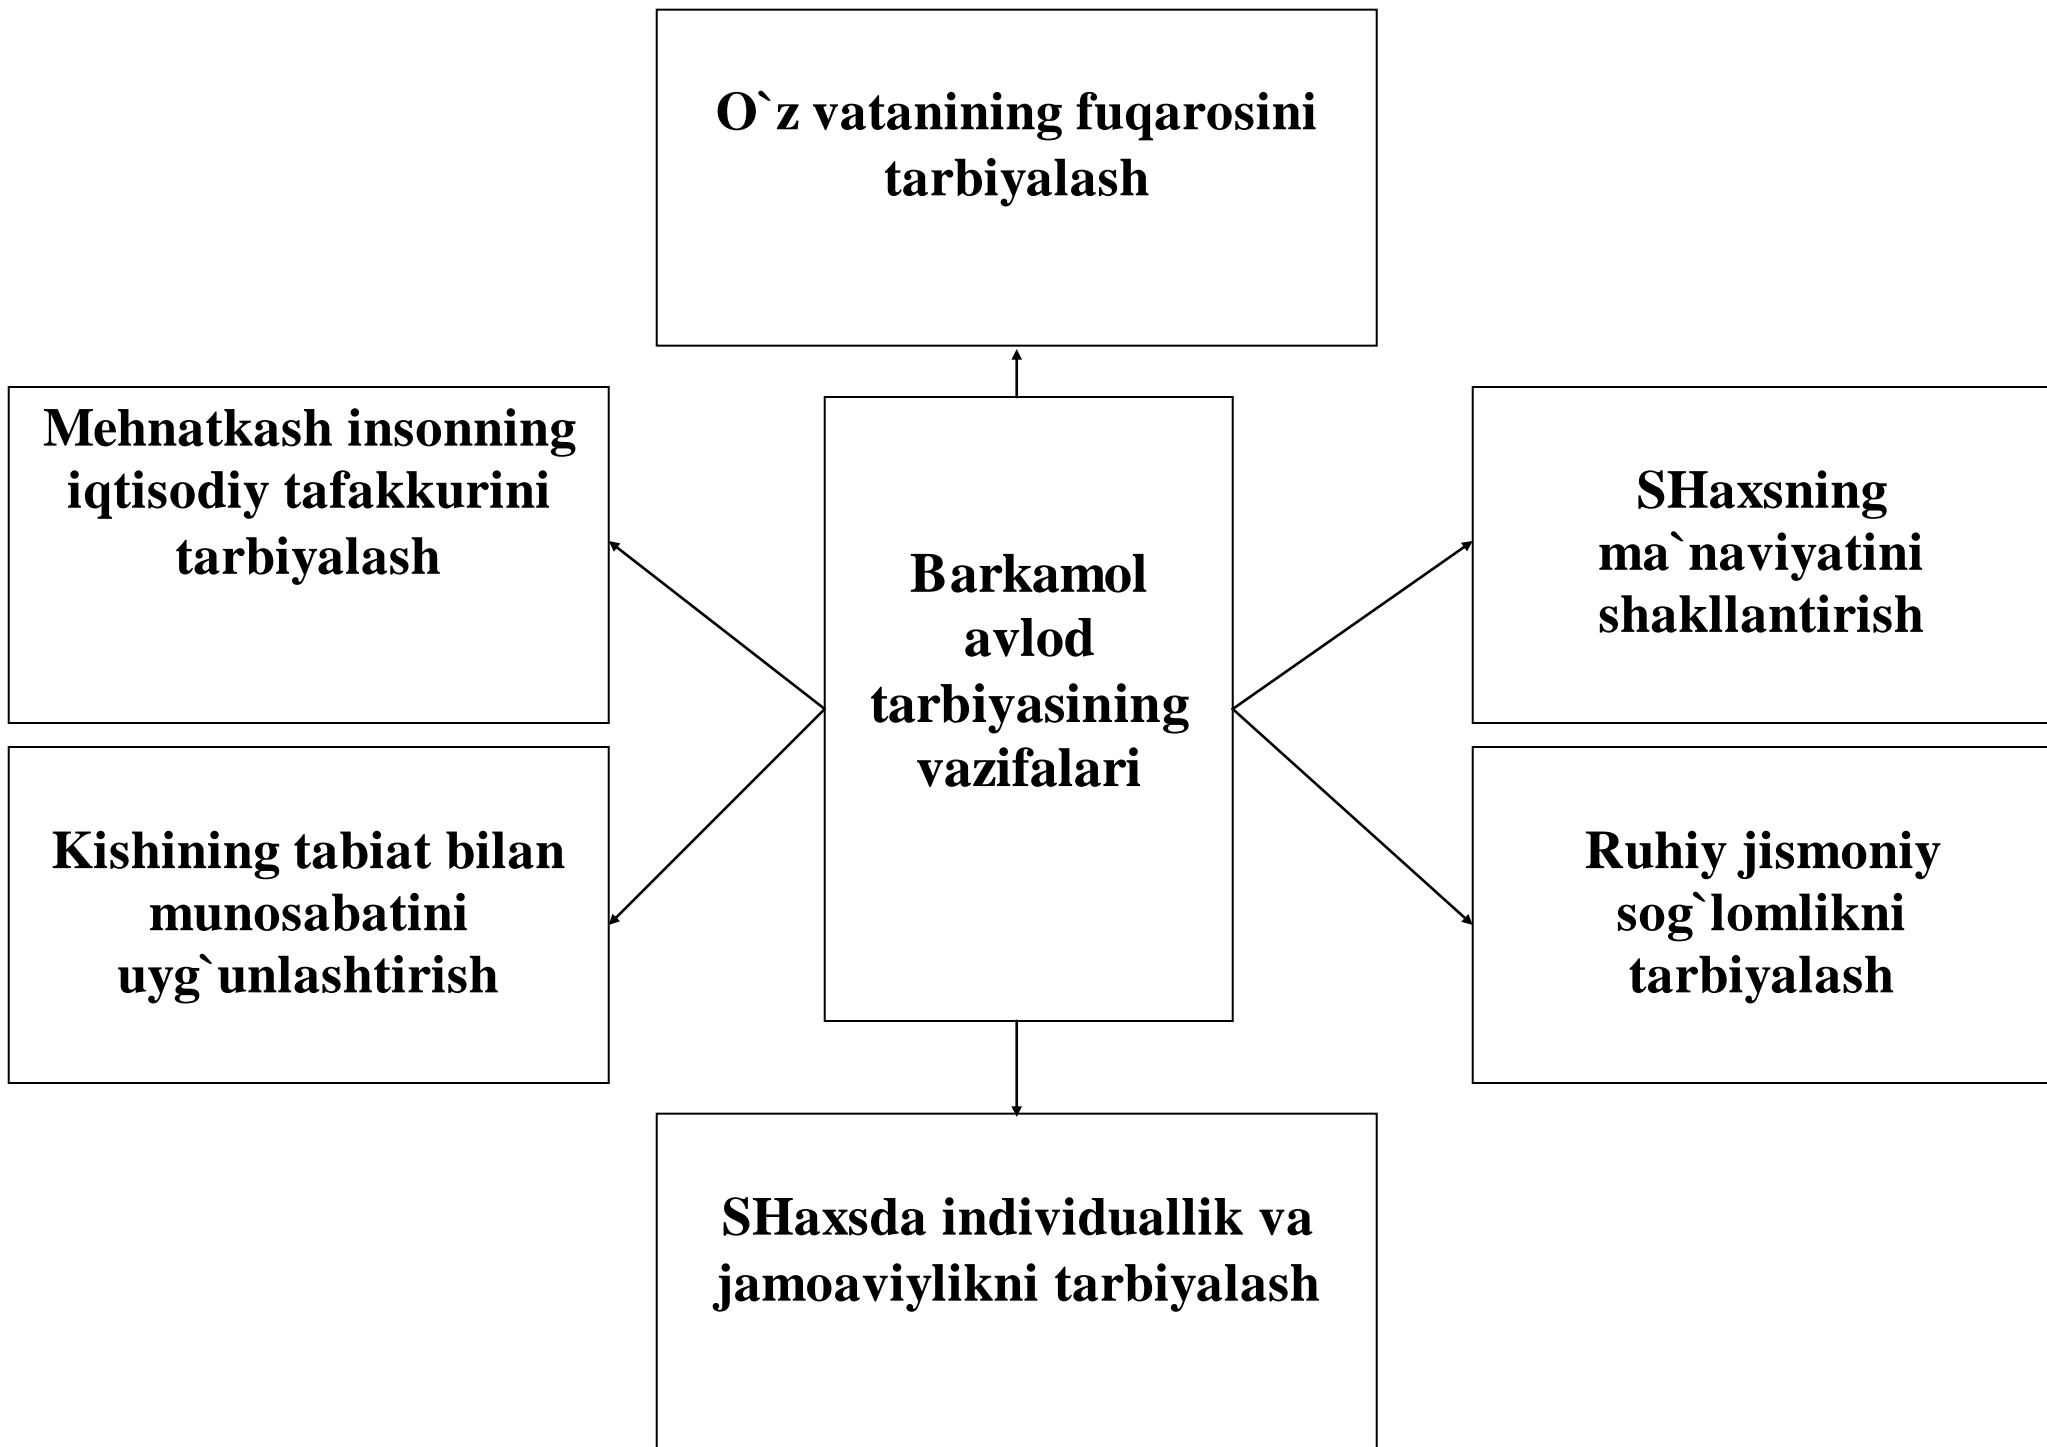 O`z vatanining fuqarosini
tarbiyalash
Mehnatkash insonning
iqtisodiy tafakkurini
tarbiyalash
Barkamol
avlod
tarbiyasining
vazifalari
SHaxsning
ma`naviyatini
shakllantirish
Kishining tabiat bilan
munosabatini
uyg`unlashtirish
Ruhiy jismoniy
sog`lomlikni
tarbiyalash
SHaxsda individuallik va
jamoaviylikni tarbiyalash